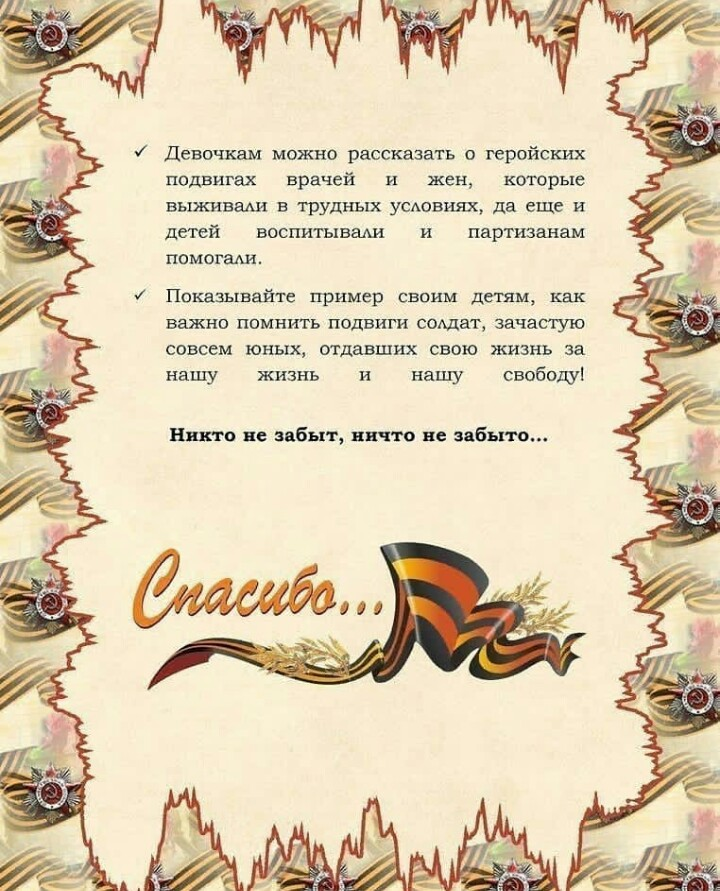 ✓ Девочкам можно рассказать о геройских
подвигах врачей и жен, которые
выживали в трудных условиях, да еще и
детей воспитывали и партизанам
помогали.
✓ Показывайте пример своим детям, как
важно помнить подвиги солдат, зачастую
совсем юных, отдавших свою жизнь за
нашу жизнь и нашу свободу!
Никто не забыт, ничто не забыто...
Спасибо...